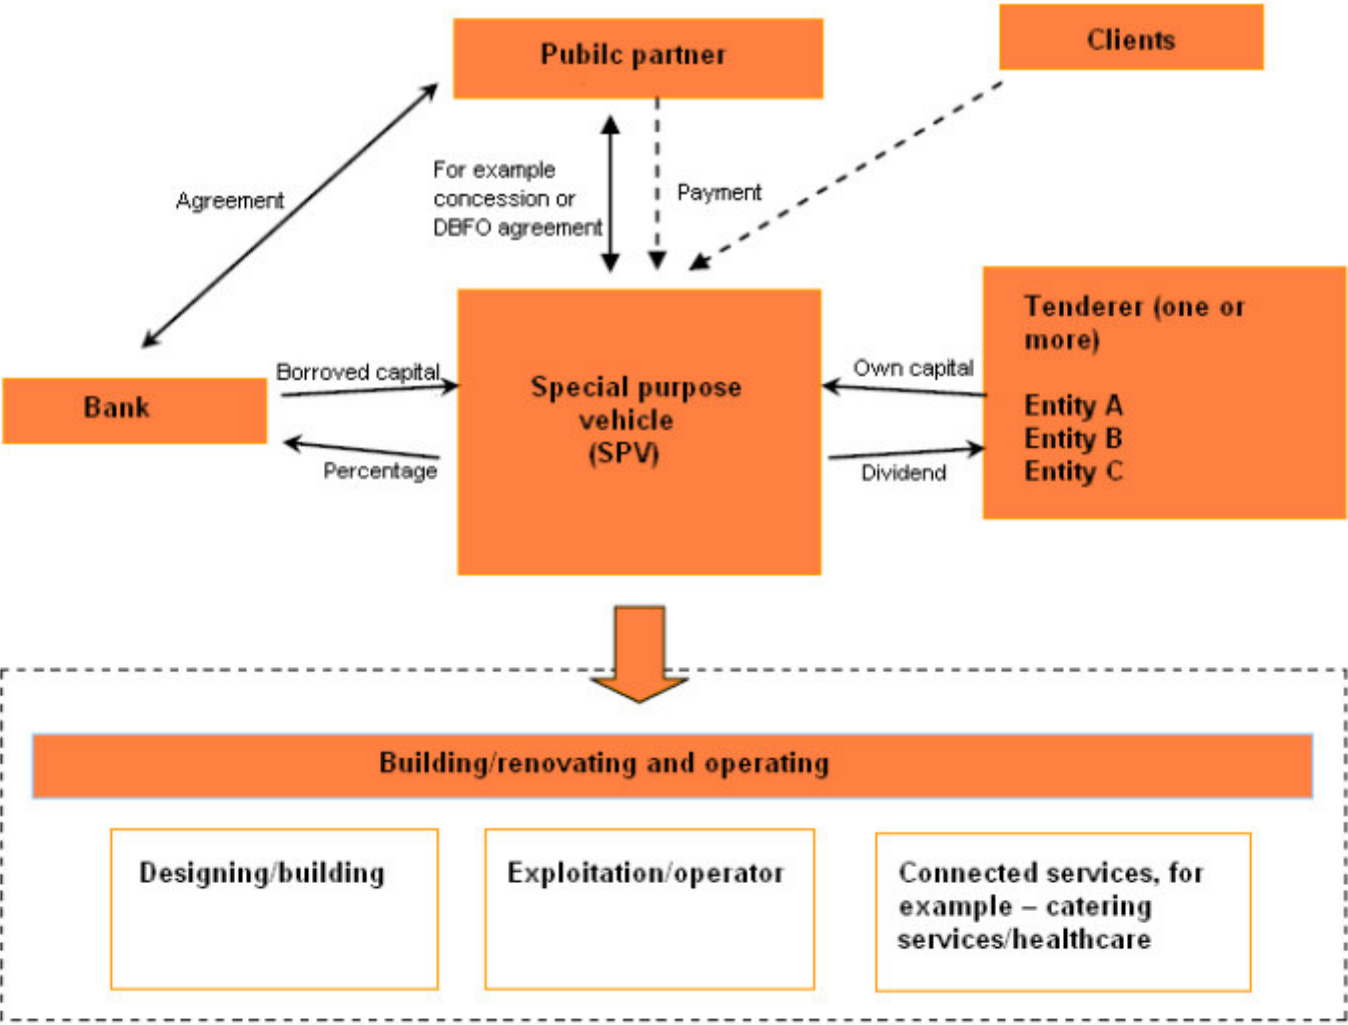 Pubilc partner
Clients
Agreement
For example
concession or
DBFO agreement
Payment
Bank
Borroved capital
Percentage
Special purpose
vehicle
(SPV)
Own capital
Dividend
Tenderer (one or
more)
Entity A
Entity B
Entity C
Building/renovating and operating
Designing/building
Exploitation/operator
Connected services, for
example – catering
services/healthcare